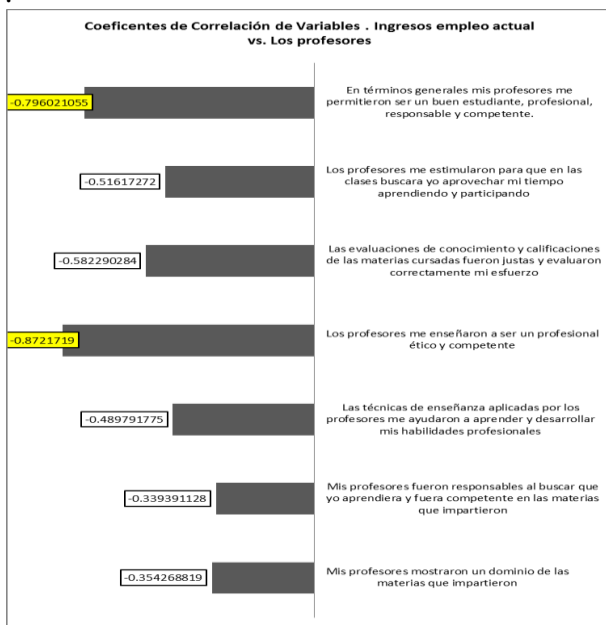 Coeficentes de Correlación de Variables . Ingresos empleo actual
vs. Los profesores
-0.796021055
En términos generales mis profesores me
permitieron ser un buen estudiante, profesional,
responsable y competente.
-0.51617272
Los profesores me estimularon para que en las
clases buscara yo aprovechar mi tiempo
aprendiendo y participando
-0.582290284
Las evaluaciones de conocimiento y calificaciones
de las materias cursadas fueron justas y evaluaron
correctamente mi esfuerzo
-0.8721719
Los profesores me enseñaron a ser un profesional
ético y competente
-0.489791775
Las técnicas de enseñanza aplicadas por los
profesores me ayudaron a aprender y desarrollar
mis habilidades profesionales
-0.339391128
Mis profesores fueron responsables al buscar que
yo aprendiera y fuera competente en las materias
que impartieron
-0.354268819
Mis profesores mostraron un dominio de las
materias que impartieron